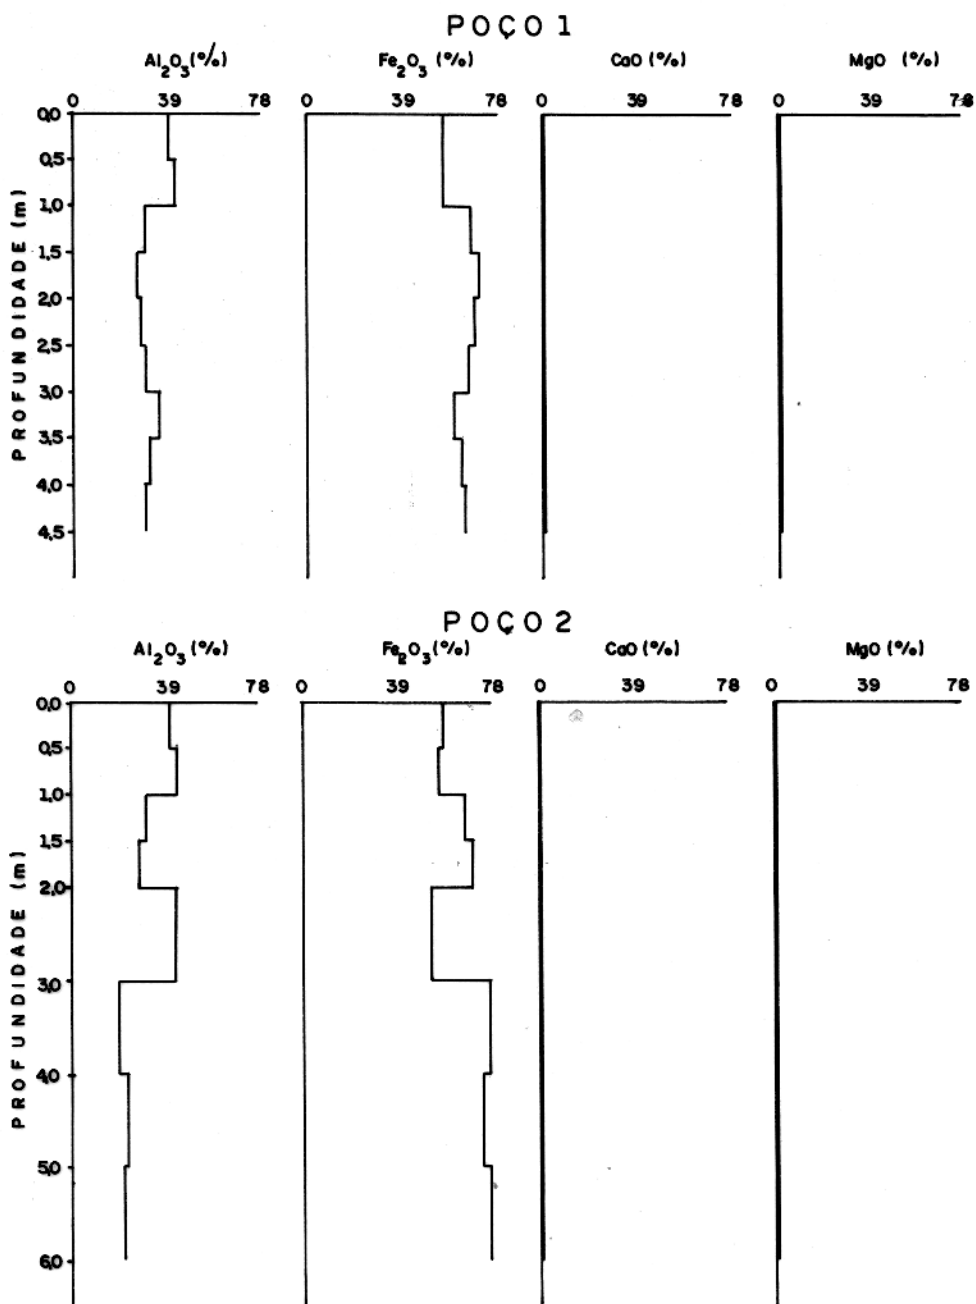 POÇO 1
Al₂O₃(%) Fe₂O₃ (%) CaO(%) MgO (%)
0 39 78 0 39 78 0 39 78 0 39 78
0,0
0,5
1,0
1,5
2,0
2,5
3,0
3,5
4,0
4,5
PROFUNDIDADE (m)
POÇO 2
Al₂O₃(%) Fe₂O₃(%) CaO(%) MgO(%)
0 39 78 0 39 78 0 39 78 0 39 78
0,0
0,5
1,0
1,5
2,0
3,0
4,0
5,0
6,0
PROFUNDIDADE (m)